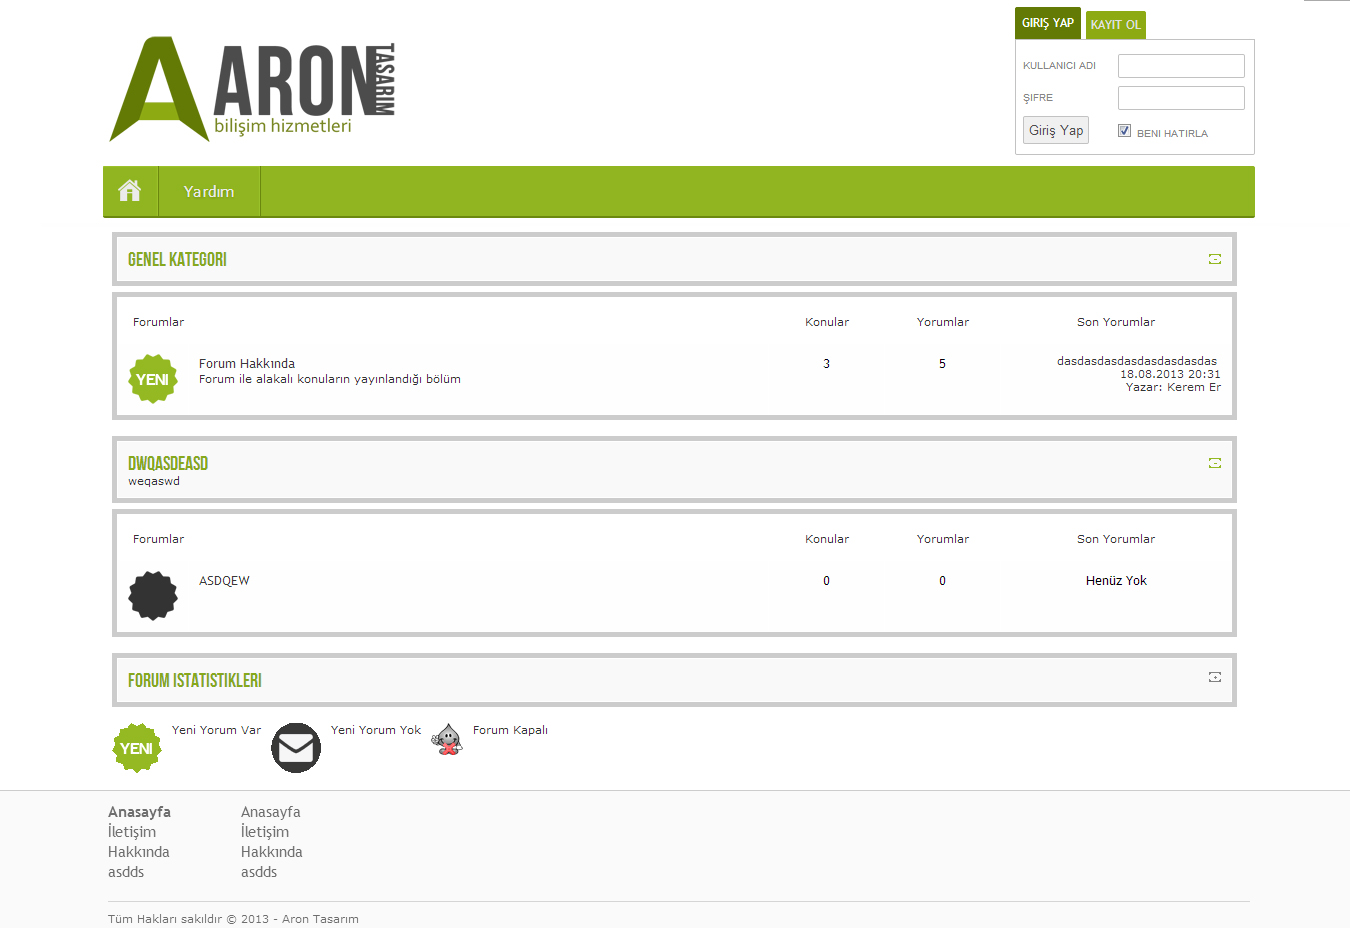 GIRIŞ YAP KAYIT OL
ARON TASARIM
bilişim hizmetleri
KULLANICI ADI
ŞIFRE
Giriş Yap BENI HATIRLA
Yardım
GENEL KATEGORI
Forumlar Konular Yorumlar Son Yorumlar
YENI Forum Hakkında 3 5 dasdasdasdasdasdasdasdas
Forum ile alakalı konuların yayınlandığı bölüm 18.08.2013 20:31
Yazar: Kerem Er
DWQASDEASD
weqaswd
Forumlar Konular Yorumlar Son Yorumlar
ASDQEW 0 0 Henüz Yok
FORUM ISTATISTIKLERI
YENI Yeni Yorum Var Yeni Yorum Yok Forum Kapalı
Anasayfa Anasayfa
İletişim İletişim
Hakkında Hakkında
asdds asdds
Tüm Hakları sakıldır © 2013 - Aron Tasarım